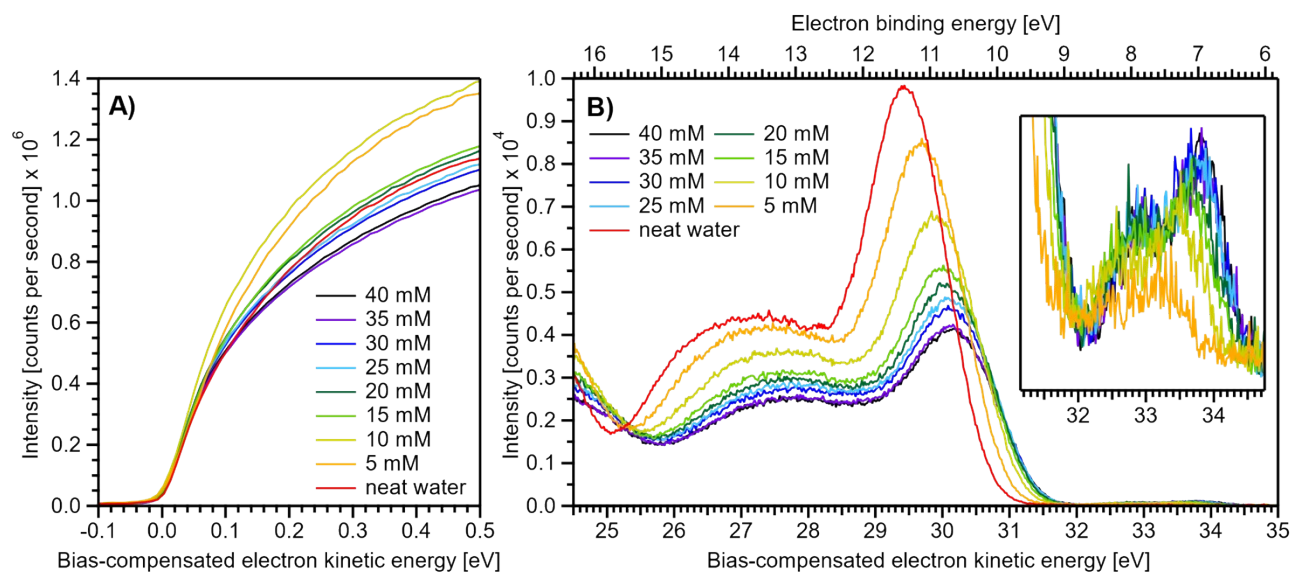 A)
Intensity [counts per second] x 10⁶
1.4
1.2
1.0
0.8
0.6
0.4
0.2
0.0
-0.1 0.0 0.1 0.2 0.3 0.4 0.5
Bias-compensated electron kinetic energy [eV]
40 mM
35 mM
30 mM
25 mM
20 mM
15 mM
10 mM
5 mM
neat water
Electron binding energy [eV]
16 15 14 13 12 11 10 9 8 7 6
B)
Intensity [counts per second] x 10⁴
1.0
0.9
0.8
0.7
0.6
0.5
0.4
0.3
0.2
0.1
0.0
40 mM 20 mM
35 mM 15 mM
30 mM 10 mM
25 mM 5 mM
neat water
32 33 34
25 26 27 28 29 30 31 32 33 34 35
Bias-compensated electron kinetic energy [eV]